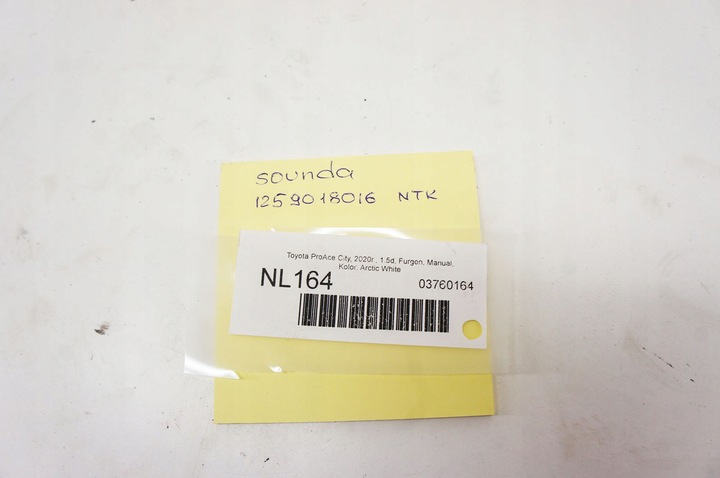 sounda
1259018016 NTK
Toyota ProAce City, 2020r., 1.5d, Furgon, Manual,
Kolor: Arctic White
NL164
03760164